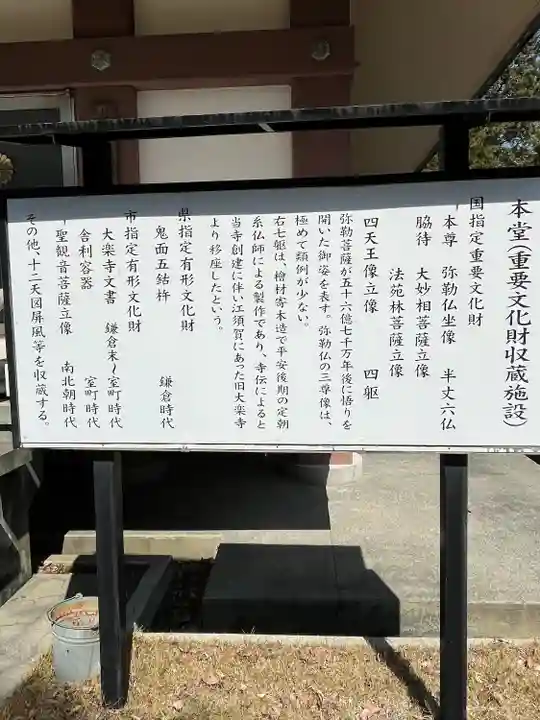 本堂(重要文化財収蔵施設)
国指定重要文化財
本尊 弥勒仏坐像 半丈六仏
脇待 大妙相菩薩立像
法苑林菩薩立像
四天王像立像 四躯
弥勒菩薩が五十六億七千万年後に悟りを
開いた御姿を表す。弥勒仏の三尊像は、
極めて類例が少ない。
右七躯は、檜材寄木造で平安後期の定朝
系仏師による製作であり、寺伝によると
当寺創建に伴い江須賀にあった旧大楽寺
より移座したという。
県指定有形文化財
鬼面五鈷杵 鎌倉時代
市指定有形文化財
大楽寺文書 鎌倉末~室町時代
舎利容器 室町時代
聖観音菩薩立像 南北朝時代
その他、十二天図屏風等を収蔵する。